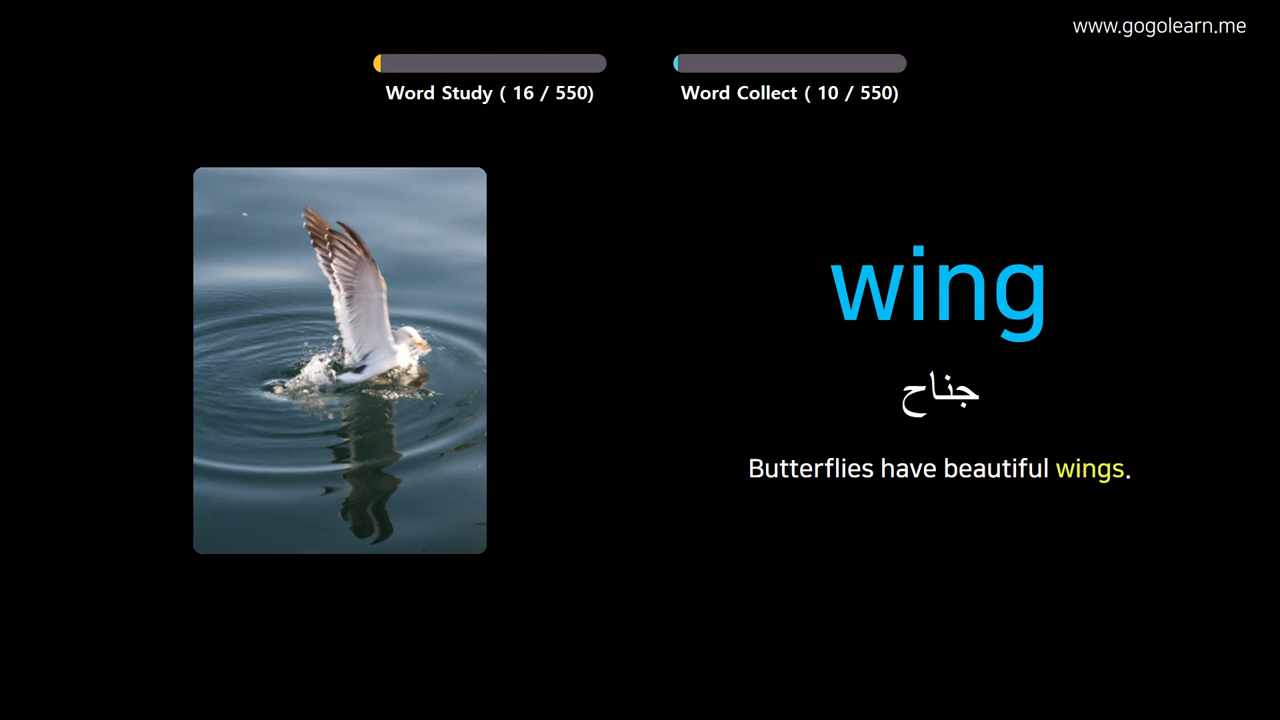 www.gogolearn.me
Word Study ( 16 / 550)
Word Collect ( 10 / 550)
wing
جناح
Butterflies have beautiful wings.